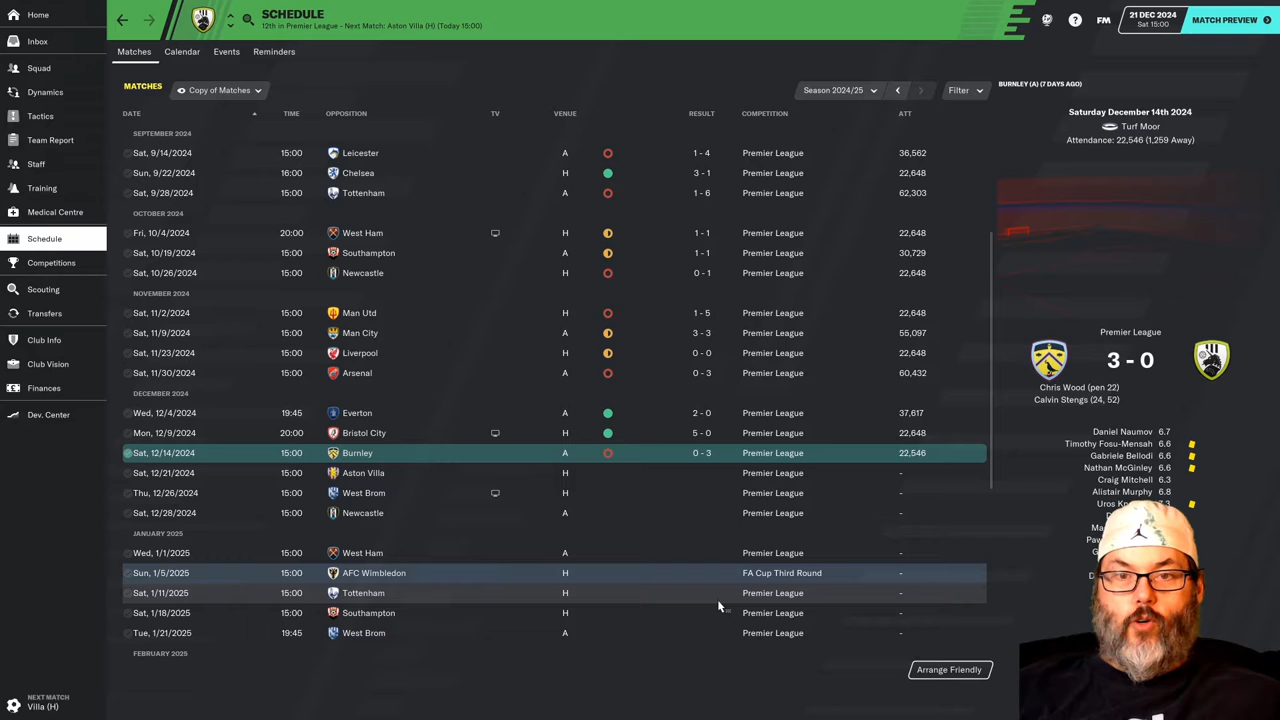 Home
SCHEDULE
12th in Premier League - Next Match: Aston Villa (H) (Today 15:00)
FM
21 DEC 2024
Sat 15:00
MATCH PREVIEW
Inbox
Squad
Dynamics
Tactics
Team Report
Staff
Training
Medical Centre
Schedule
Competitions
Scouting
Transfers
Club Info
Club Vision
Finances
Dev. Center
NEXT MATCH
Villa (H)
Matches Calendar Events Reminders
MATCHES Copy of Matches Season 2024/25 Filter
DATE TIME OPPOSITION TV VENUE RESULT COMPETITION ATT
SEPTEMBER 2024
Sat, 9/14/2024 15:00 Leicester A 1 - 4 Premier League 36,562
Sun, 9/22/2024 16:00 Chelsea H 3 - 1 Premier League 22,648
Sat, 9/28/2024 15:00 Tottenham A 1 - 6 Premier League 62,303
OCTOBER 2024
Fri, 10/4/2024 20:00 West Ham H 1 - 1 Premier League 22,648
Sat, 10/19/2024 15:00 Southampton A 1 - 1 Premier League 30,729
Sat, 10/26/2024 15:00 Newcastle H 0 - 1 Premier League 22,648
NOVEMBER 2024
Sat, 11/2/2024 15:00 Man Utd H 1 - 5 Premier League 22,648
Sat, 11/9/2024 15:00 Man City A 3 - 3 Premier League 55,097
Sat, 11/23/2024 15:00 Liverpool H 0 - 0 Premier League 22,648
Sat, 11/30/2024 15:00 Arsenal A 0 - 3 Premier League 60,432
DECEMBER 2024
Wed, 12/4/2024 19:45 Everton A 2 - 0 Premier League 37,617
Mon, 12/9/2024 20:00 Bristol City H 5 - 0 Premier League 22,648
Sat, 12/14/2024 15:00 Burnley A 0 - 3 Premier League 22,546
Sat, 12/21/2024 15:00 Aston Villa H Premier League -
Thu, 12/26/2024 15:00 West Brom H Premier League -
Sat, 12/28/2024 15:00 Newcastle A Premier League -
JANUARY 2025
Wed, 1/1/2025 15:00 West Ham A Premier League -
Sun, 1/5/2025 15:00 AFC Wimbledon H FA Cup Third Round -
Sat, 1/11/2025 15:00 Tottenham H Premier League -
Sat, 1/18/2025 15:00 Southampton H Premier League -
Tue, 1/21/2025 19:45 West Brom A Premier League -
FEBRUARY 2025
Arrange Friendly
BURNLEY (A) (7 DAYS AGO)
Saturday December 14th 2024
Turf Moor
Attendance: 22,546 (1,259 Away)
Premier League
3 - 0
Chris Wood (pen 22)
Calvin Stengs (24, 52)
Daniel Naumov 6.7
Timothy Fosu-Mensah 6.6
Gabriele Bellodi 6.6
Nathan McGinley 6.6
Craig Mitchell 6.3
Alistair Murphy 6.8
Uros